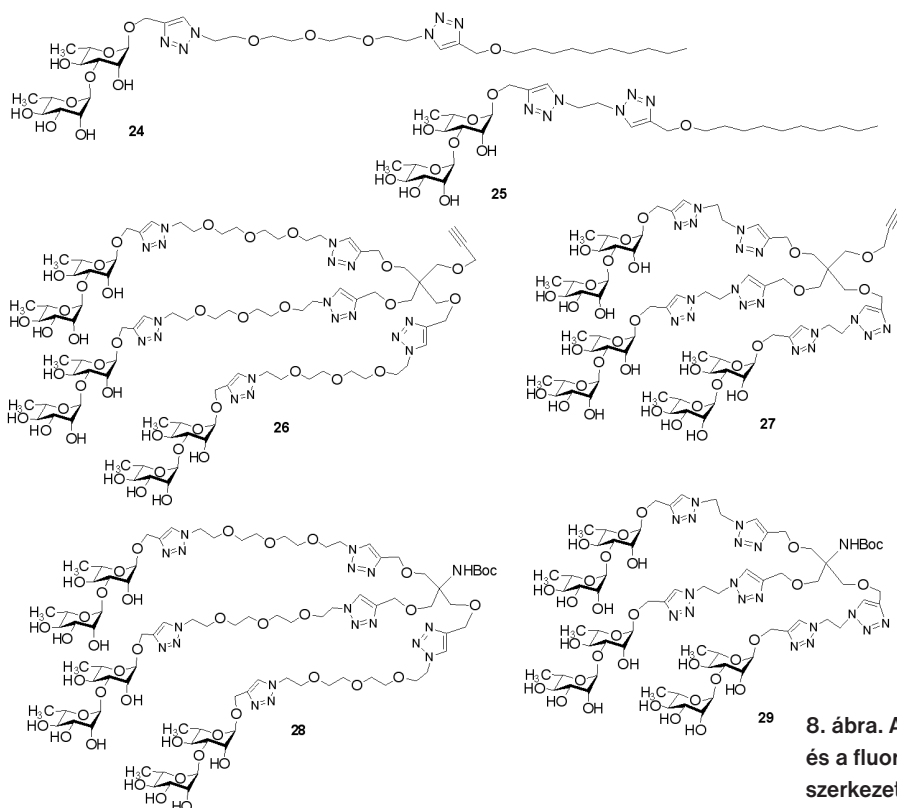 24
25
26
27
NHBoc
28
NHBoc
29
8. ábra. A
és a fluor
szerkezet